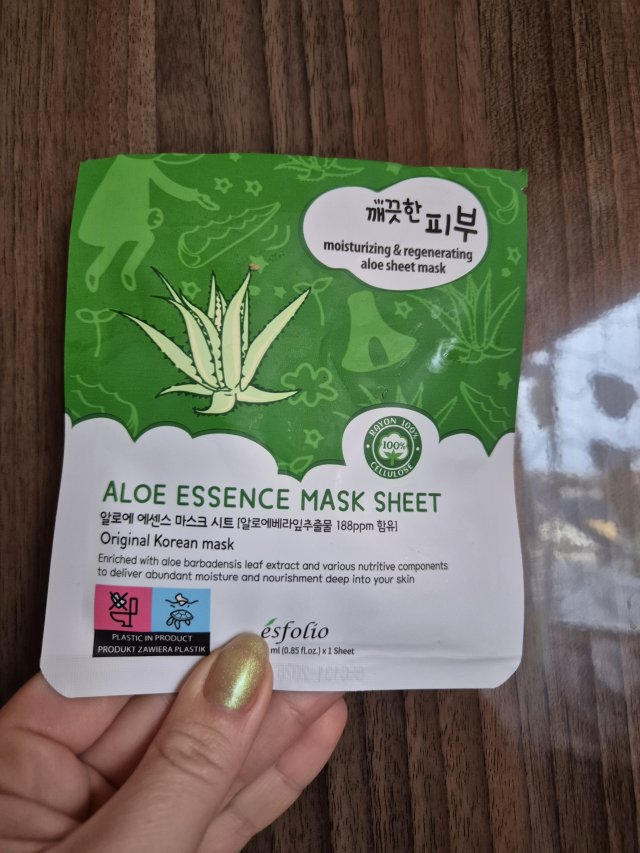 깨끗한 피부
moisturizing & regenerating
aloe sheet mask
RAYON 100%
100%
CELLULOSE
ALOE ESSENCE MASK SHEET
알로에 에센스 마스크 시트 [알로에베라잎추출물 188ppm 함유]
Original Korean mask
Enriched with aloe barbadensis leaf extract and various nutritive components
to deliver abundant moisture and nourishment deep into your skin
PLASTIC IN PRODUCT
PRODUKT ZAWIERA PLASTIK
esfolio
ml (0.85 fl.oz.) x 1 Sheet